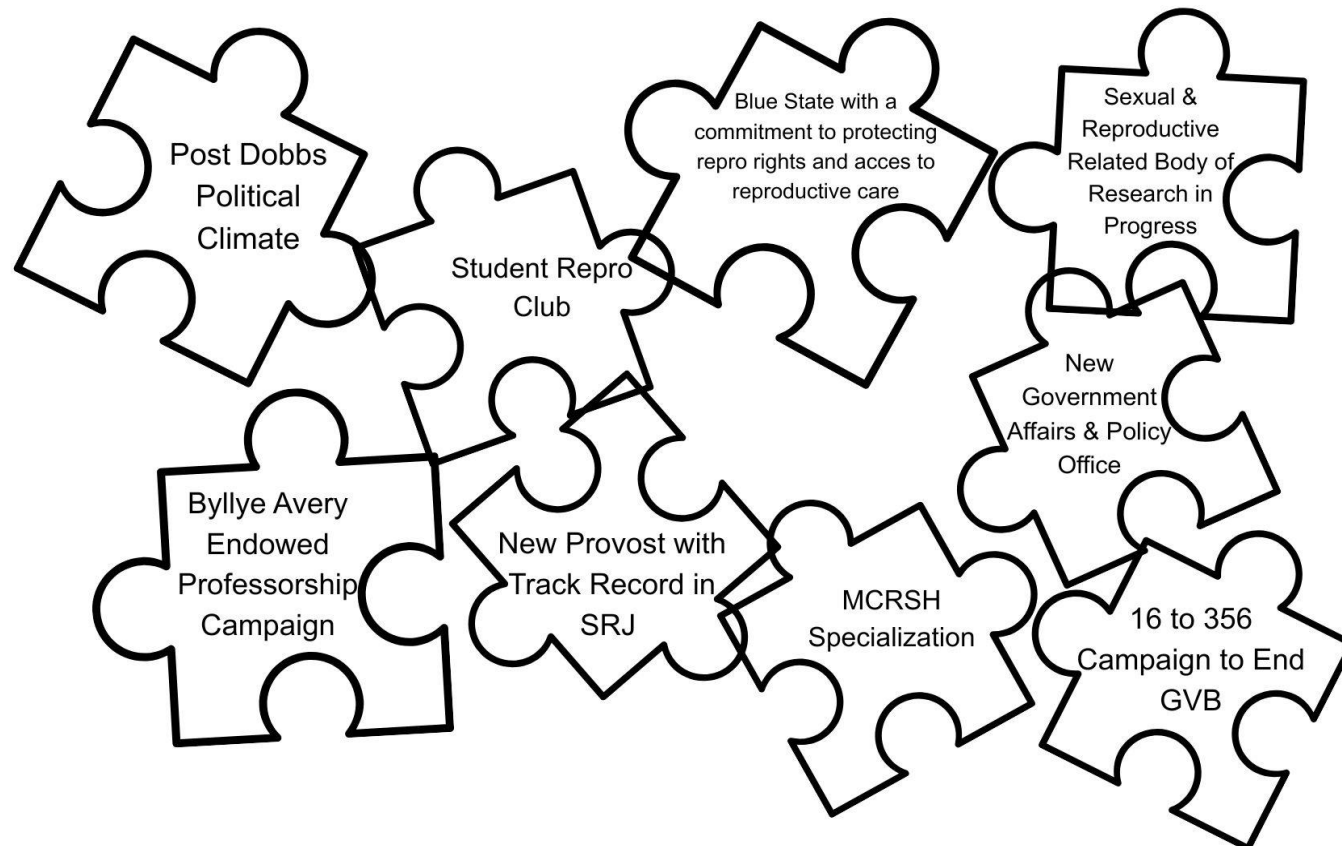 Post Dobbs
Political
Climate
Student Repro
Club
Blue State with a
commitment to protecting
repro rights and acces to
reproductive care
Sexual &
Reproductive
Related Body of
Research in
Progress
New
Government
Affairs & Policy
Office
Byllye Avery
Endowed
Professorship
Campaign
New Provost with
Track Record in
SRJ
MCRSH
Specialization
16 to 356
Campaign to End
GVB